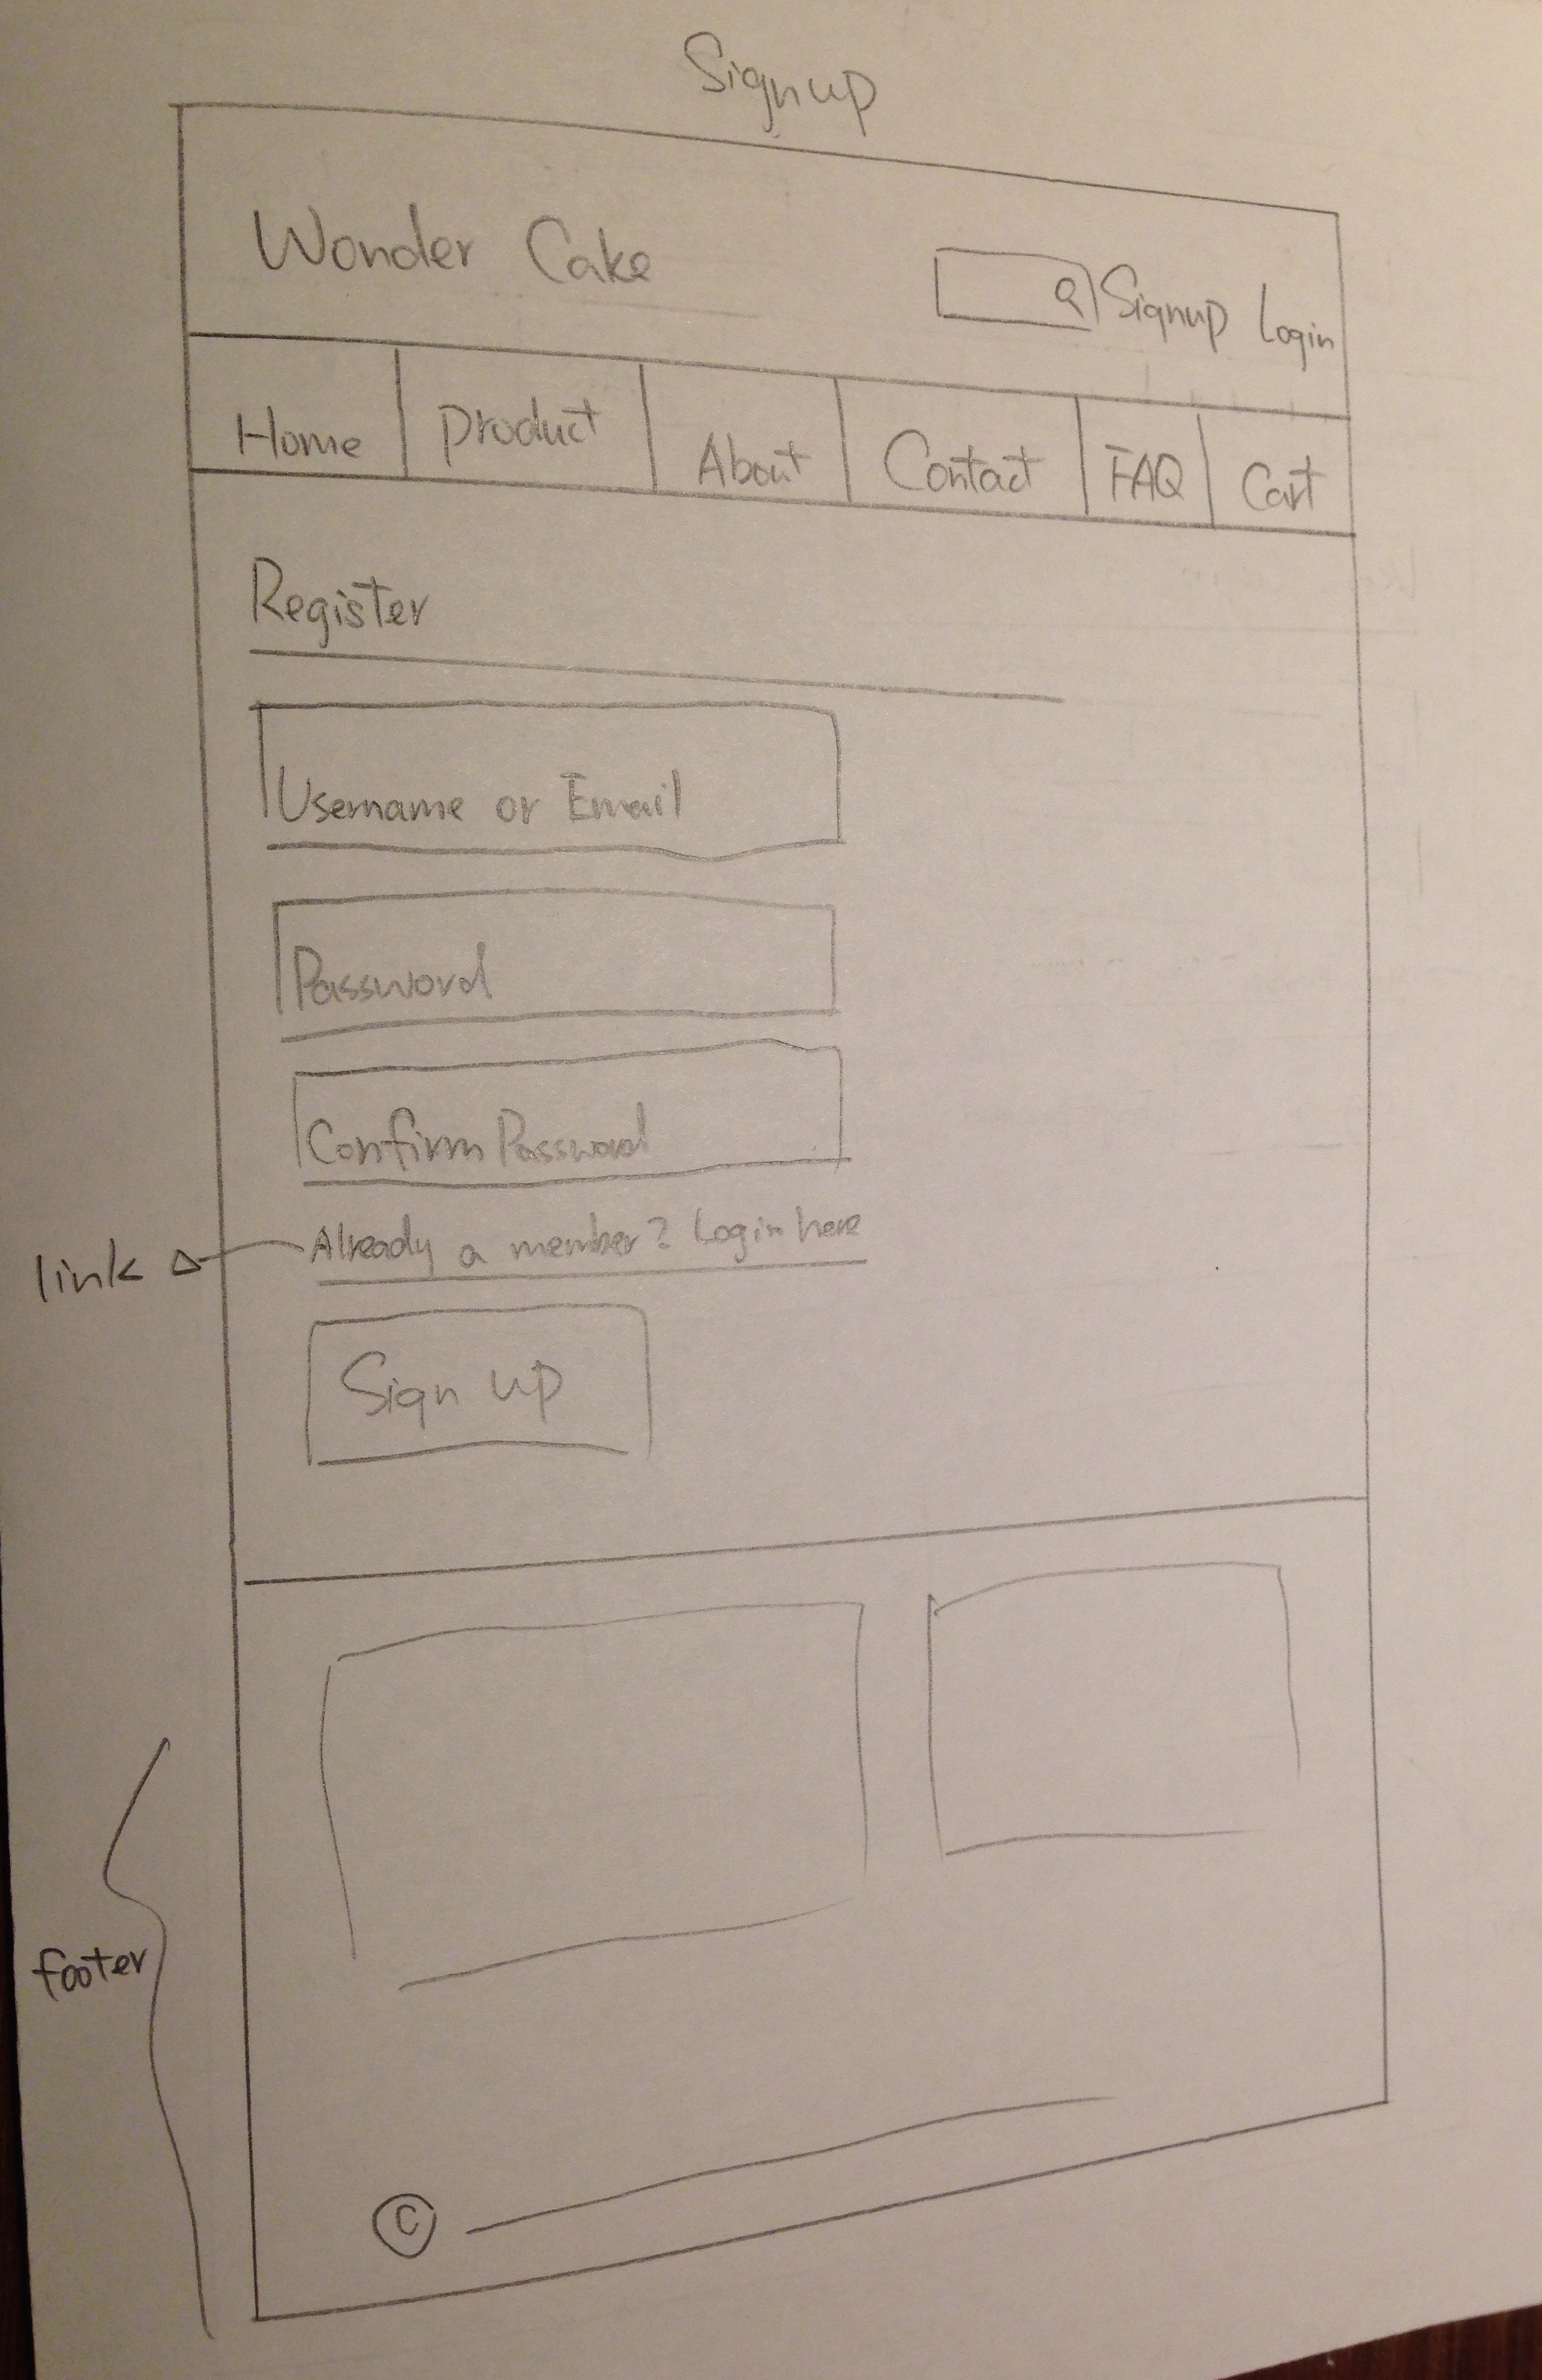 Signup
Wonder Cake
Signup Login
Home Product About Contact FAQ Cart
Register
Username or Email
Password
Confirm Password
link
Already a member? Login here
Sign up
footer
©